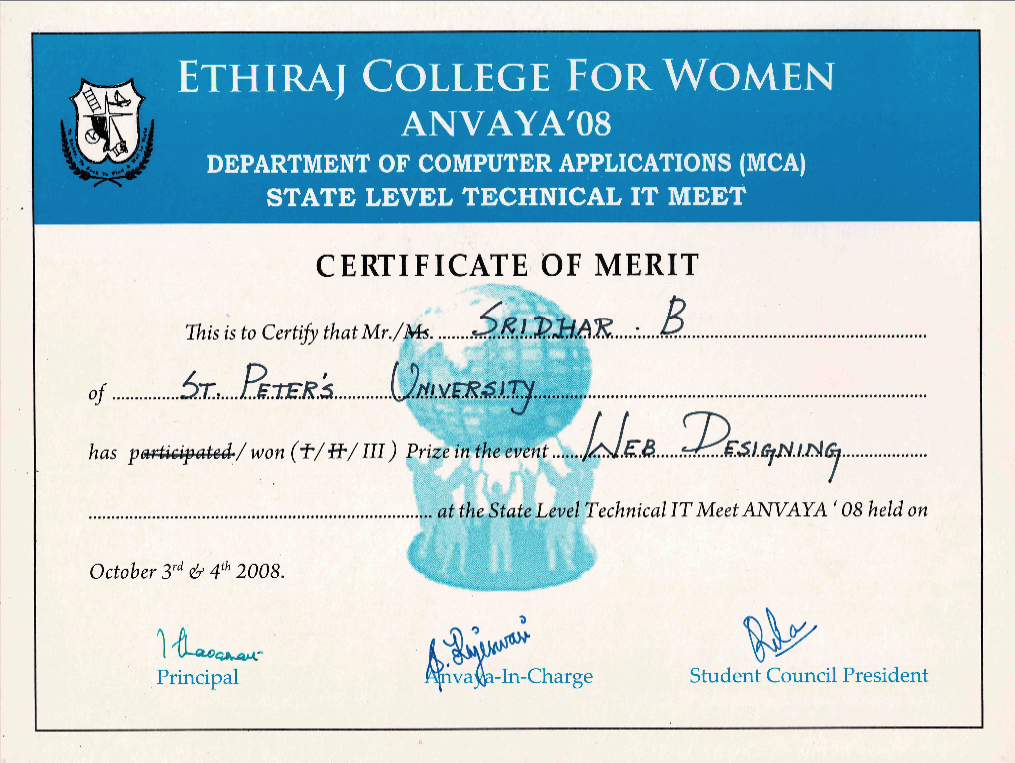 ETHIRAJ COLLEGE FOR WOMEN
ANVAYA'08
DEPARTMENT OF COMPUTER APPLICATIONS (MCA)
STATE LEVEL TECHNICAL IT MEET
CERTIFICATE OF MERIT
This is to Certify that Mr./Ms. SRIDHAR . B
of ST. PETER'S UNIVERSITY
has participated / won ( I / II / III ) Prize in the event WEB DESIGNING
at the State Level Technical IT Meet ANVAYA ' 08 held on
October 3rd & 4th 2008.
Principal Anvaya-In-Charge Student Council President